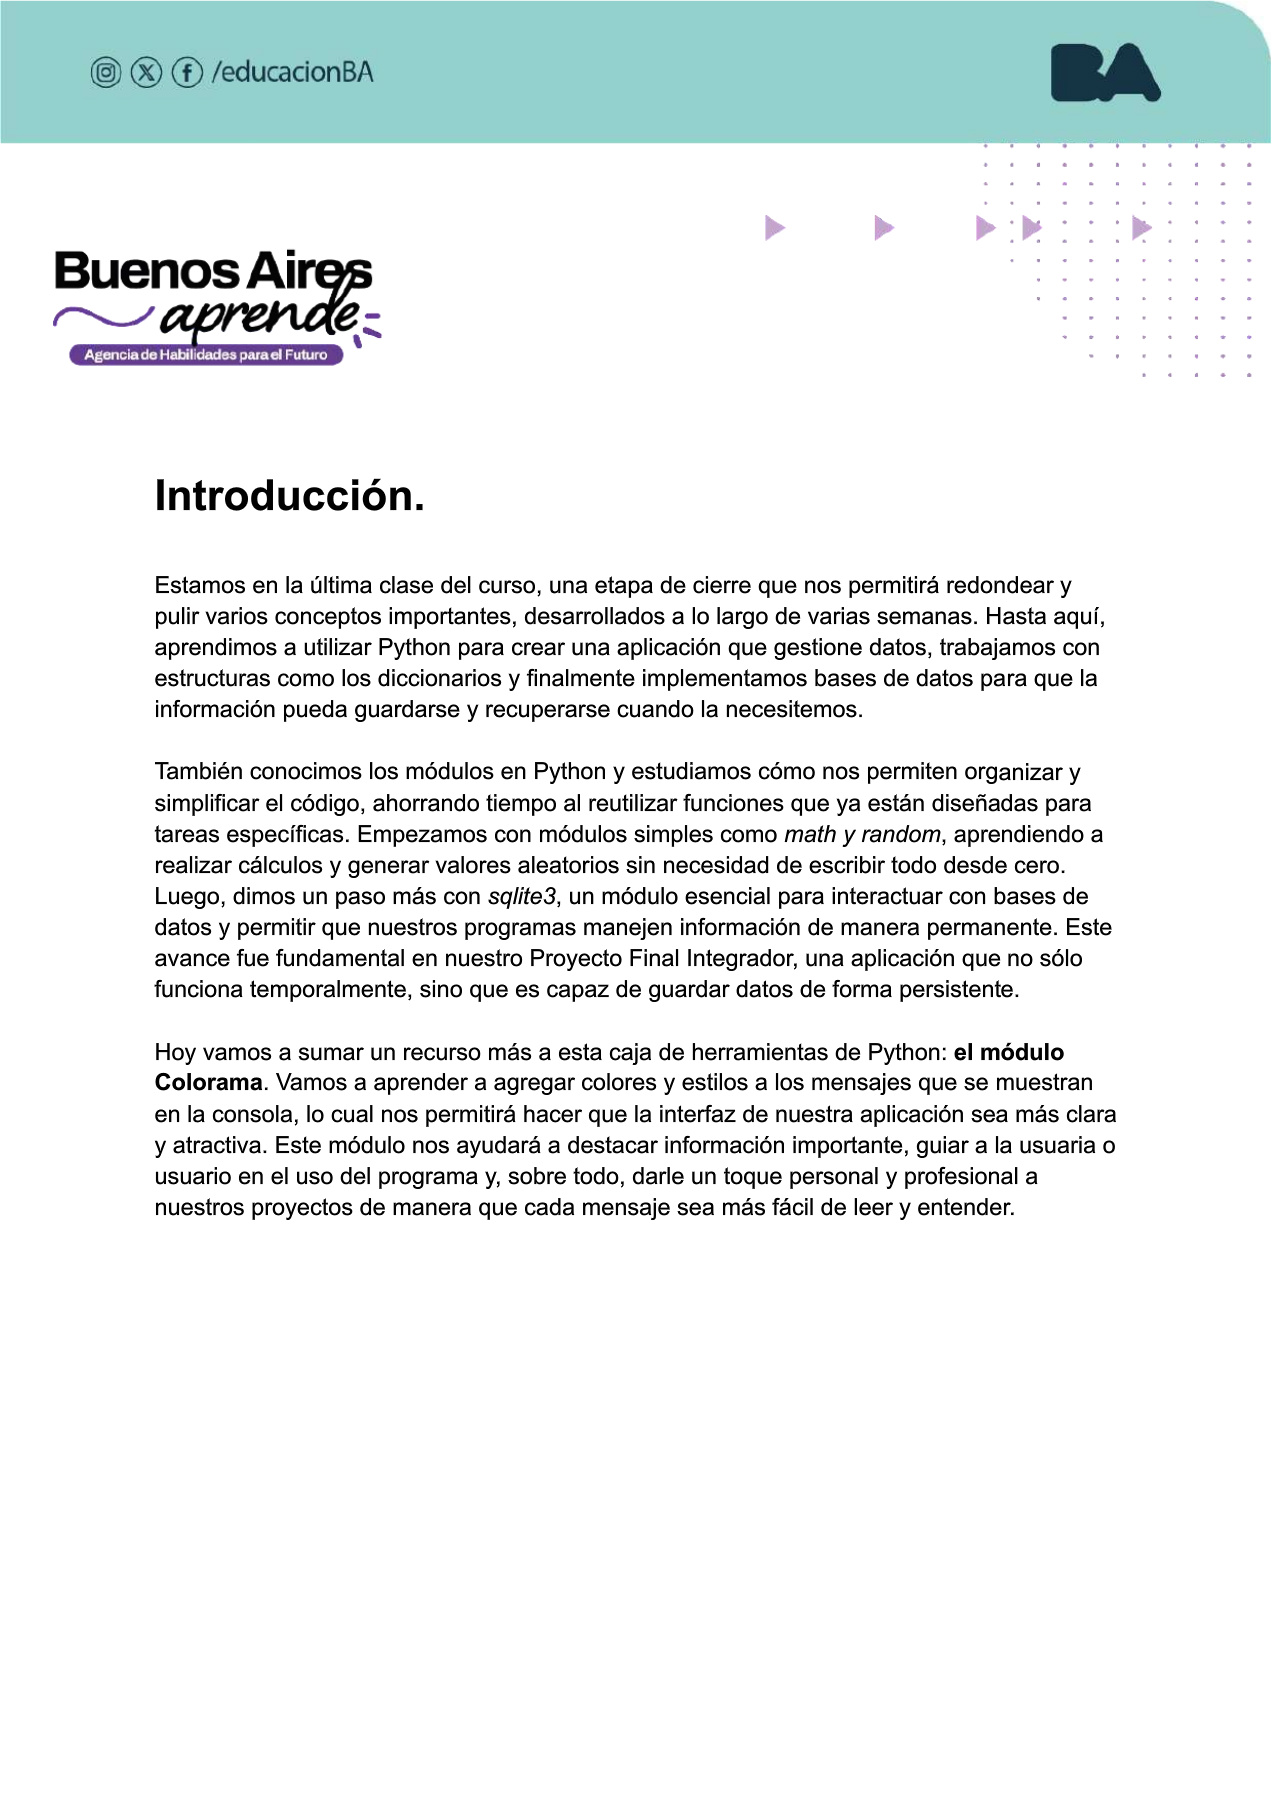 /educacionBA
BA
Buenos Aires
aprende
Agencia de Habilidades para el Futuro
Introducción.
Estamos en la última clase del curso, una etapa de cierre que nos permitirá redondear y
pulir varios conceptos importantes, desarrollados a lo largo de varias semanas. Hasta aquí,
aprendimos a utilizar Python para crear una aplicación que gestione datos, trabajamos con
estructuras como los diccionarios y finalmente implementamos bases de datos para que la
información pueda guardarse y recuperarse cuando la necesitemos.
También conocimos los módulos en Python y estudiamos cómo nos permiten organizar y
simplificar el código, ahorrando tiempo al reutilizar funciones que ya están diseñadas para
tareas específicas. Empezamos con módulos simples como math y random, aprendiendo a
realizar cálculos y generar valores aleatorios sin necesidad de escribir todo desde cero.
Luego, dimos un paso más con sqlite3, un módulo esencial para interactuar con bases de
datos y permitir que nuestros programas manejen información de manera permanente. Este
avance fue fundamental en nuestro Proyecto Final Integrador, una aplicación que no sólo
funciona temporalmente, sino que es capaz de guardar datos de forma persistente.
Hoy vamos a sumar un recurso más a esta caja de herramientas de Python: el módulo
Colorama. Vamos a aprender a agregar colores y estilos a los mensajes que se muestran
en la consola, lo cual nos permitirá hacer que la interfaz de nuestra aplicación sea más clara
y atractiva. Este módulo nos ayudará a destacar información importante, guiar a la usuaria o
usuario en el uso del programa y, sobre todo, darle un toque personal y profesional a
nuestros proyectos de manera que cada mensaje sea más fácil de leer y entender.